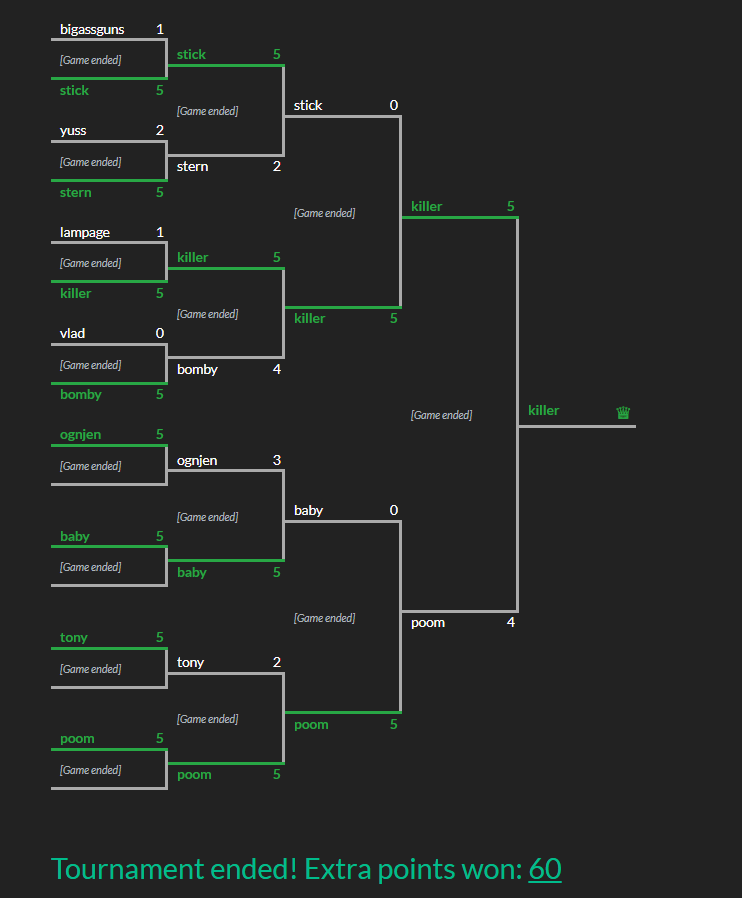 bigassguns 1
[Game ended]
stick 5
yuss 2
[Game ended]
stern 5
lampage 1
[Game ended]
killer 5
vlad 0
[Game ended]
bomby 5
ognjen 5
[Game ended]
baby 5
[Game ended]
tony 5
[Game ended]
poom 5
[Game ended]
stick 5
[Game ended]
stern 2
killer 5
[Game ended]
bomby 4
ognjen 3
[Game ended]
baby 5
tony 2
[Game ended]
poom 5
stick 0
[Game ended]
killer 5
baby 0
[Game ended]
poom 5
killer 5
[Game ended]
poom 4
killer
Tournament ended! Extra points won: 60